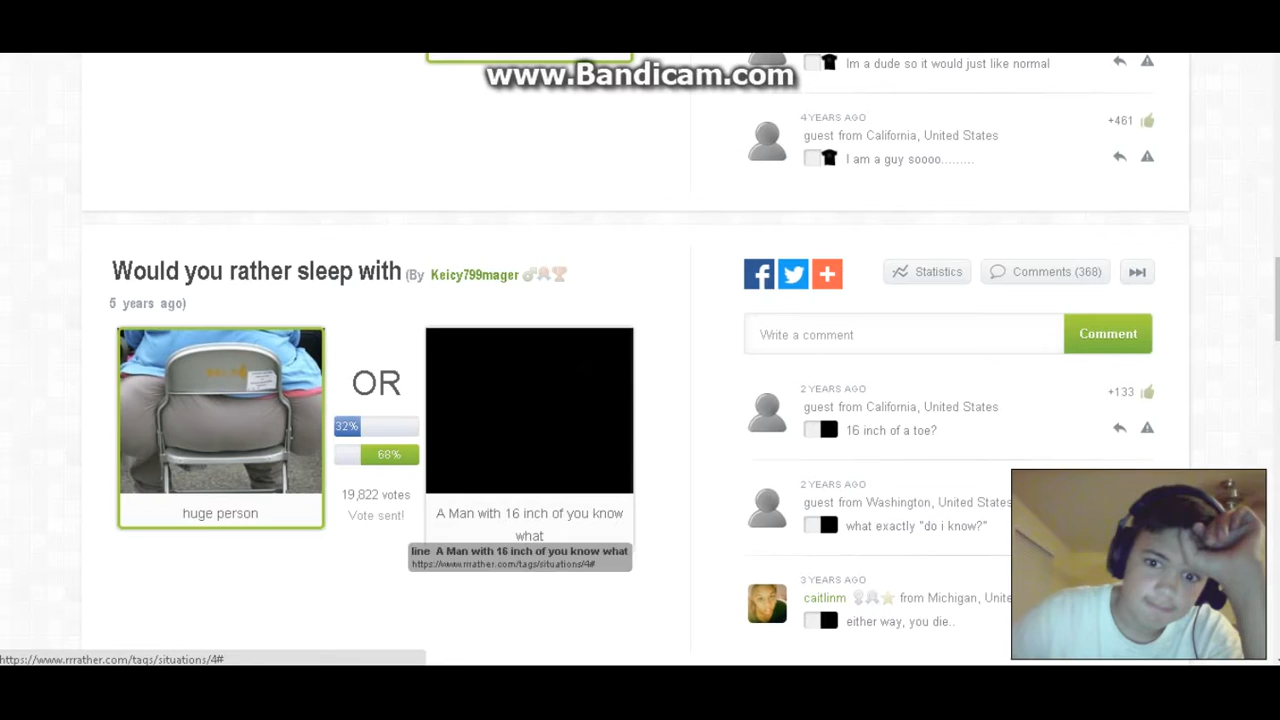 www.Bandicam.com
Im a dude so it would just like normal
4 YEARS AGO
+461
guest from California, United States
I am a guy soooo.........
Would you rather sleep with (By Keicy799mager
5 years ago)
Statistics
Comments (368)
Write a comment
Comment
OR
32%
68%
19,822 votes
Vote sent!
huge person
A Man with 16 inch of you know
what
line A Man with 16 inch of you know what
https://www.rrrather.com/tags/situations/4#
2 YEARS AGO
+133
guest from California, United States
16 inch of a toe?
2 YEARS AGO
guest from Washington, United States
what exactly "do i know?"
3 YEARS AGO
caitlinm from Michigan, Unite
either way, you die..
https://www.rrrather.com/tags/situations/4#